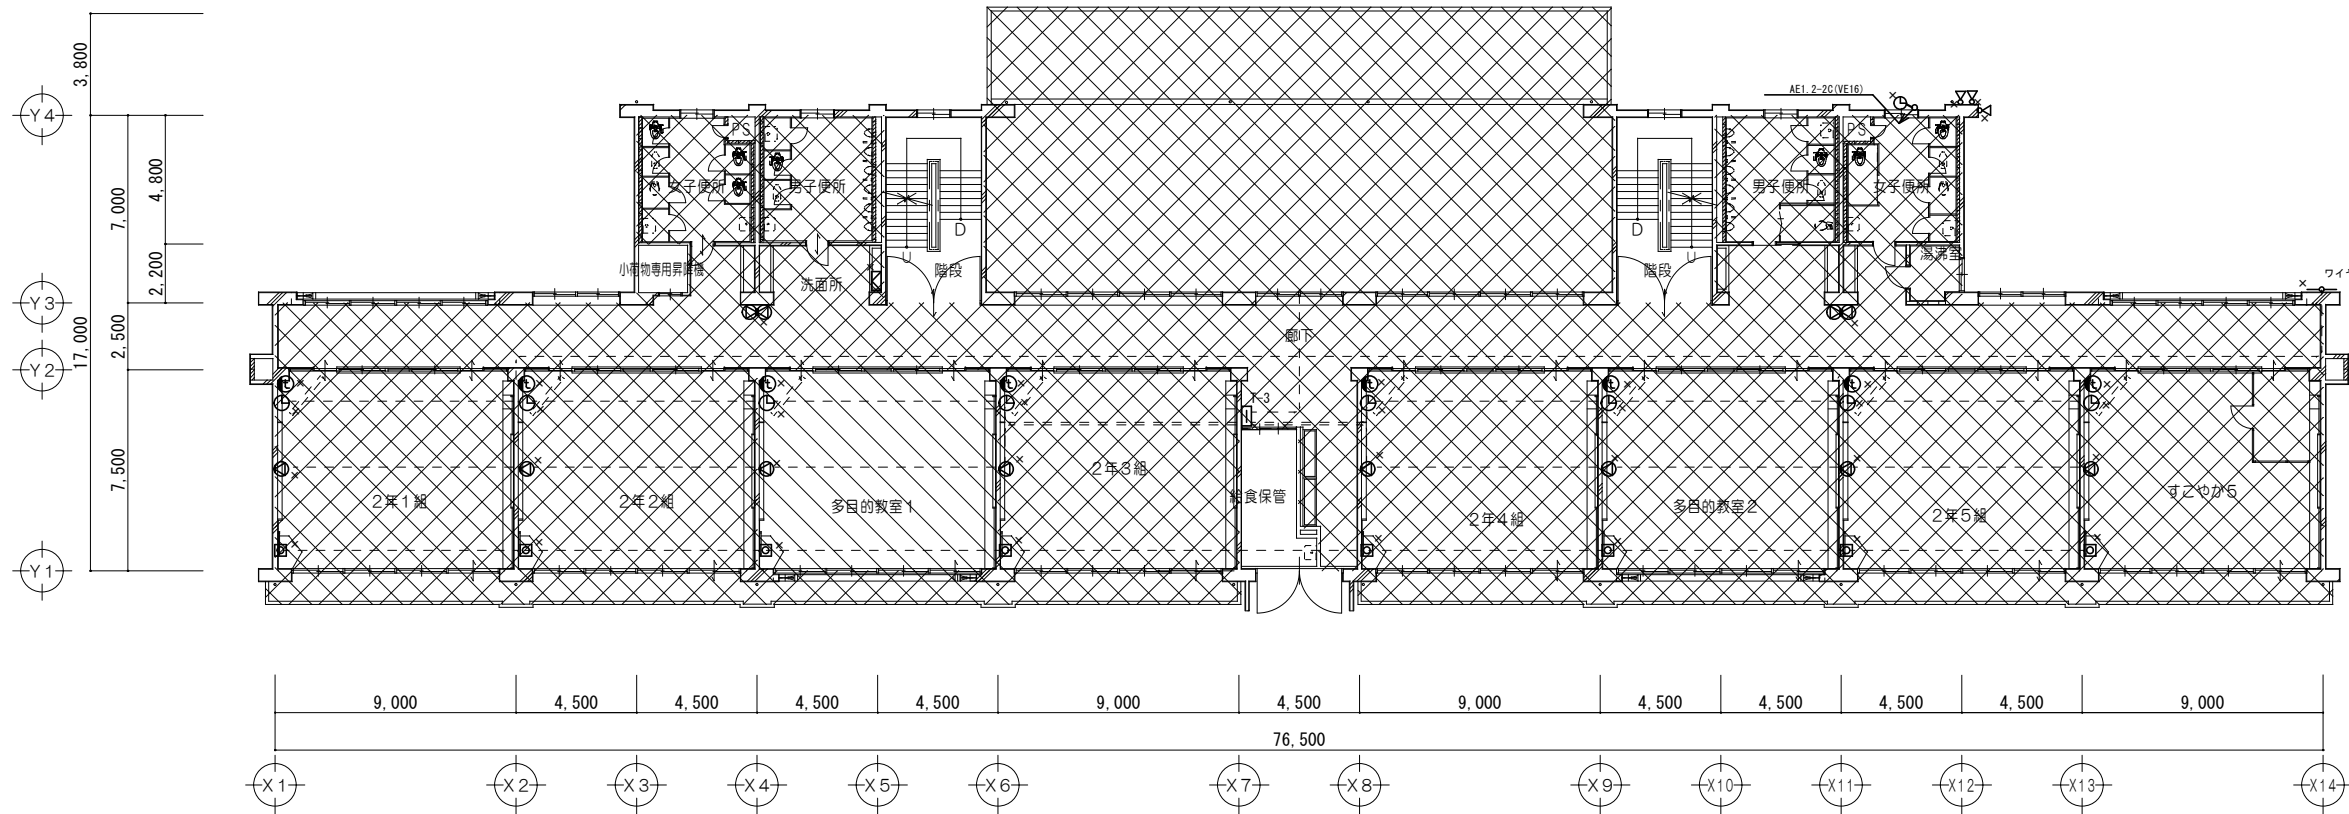 3,800
Y4
7,000
4,800
2,200
Y3
17,000
2,500
Y2
7,500
Y1
AE1.2-2C(VE16)
PS
女子便所
男子便所
D
U
階段
小荷物専用昇降機
洗面所
D
U
階段
男子便所
PS
女子便所
湯沸室
ワイ
廊下
T-3
2年1組
2年2組
多目的教室1
2年3組
給食保管
2年4組
多目的教室2
2年5組
すこやか5
9,000
4,500
4,500
4,500
4,500
9,000
4,500
9,000
4,500
4,500
4,500
4,500
9,000
76,500
X1
X2
X3
X4
X5
X6
X7
X8
X9
X10
X11
X12
X13
X14